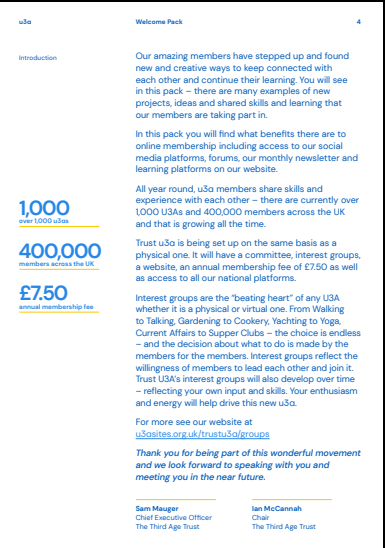 u3a
Welcome Pack
4
Introduction
Our amazing members have stepped up and found
new and creative ways to keep connected with
each other and continue their learning. You will see
in this pack – there are many examples of new
projects, ideas and shared skills and learning that
our members are taking part in.
In this pack you will find what benefits there are to
online membership including access to our social
media platforms, forums, our monthly newsletter and
learning platforms on our website.
All year round, u3a members share skills and
experience with each other – there are currently over
1,000 U3As and 400,000 members across the UK
and that is growing all the time.
Trust u3a is being set up on the same basis as a
physical one. It will have a committee, interest groups,
a website, an annual membership fee of £7.50 as well
as access to all our national platforms.
Interest groups are the “beating heart” of any U3A
whether it is a physical or virtual one. From Walking
to Talking, Gardening to Cookery, Yachting to Yoga,
Current Affairs to Supper Clubs – the choice is endless
– and the decision about what to do is made by the
members for the members. Interest groups reflect the
willingness of members to lead each other and join it.
Trust U3A’s interest groups will also develop over time
– reflecting your own input and skills. Your enthusiasm
and energy will help drive this new u3a.
For more see our website at
u3asites.org.uk/trustu3a/groups
Thank you for being part of this wonderful movement
and we look forward to speaking with you and
meeting you in the near future.
1,000
over 1,000 u3as
400,000
members across the UK
£7.50
annual membership fee
Sam Mauger
Chief Executive Officer
The Third Age Trust
Ian McCannah
Chair
The Third Age Trust